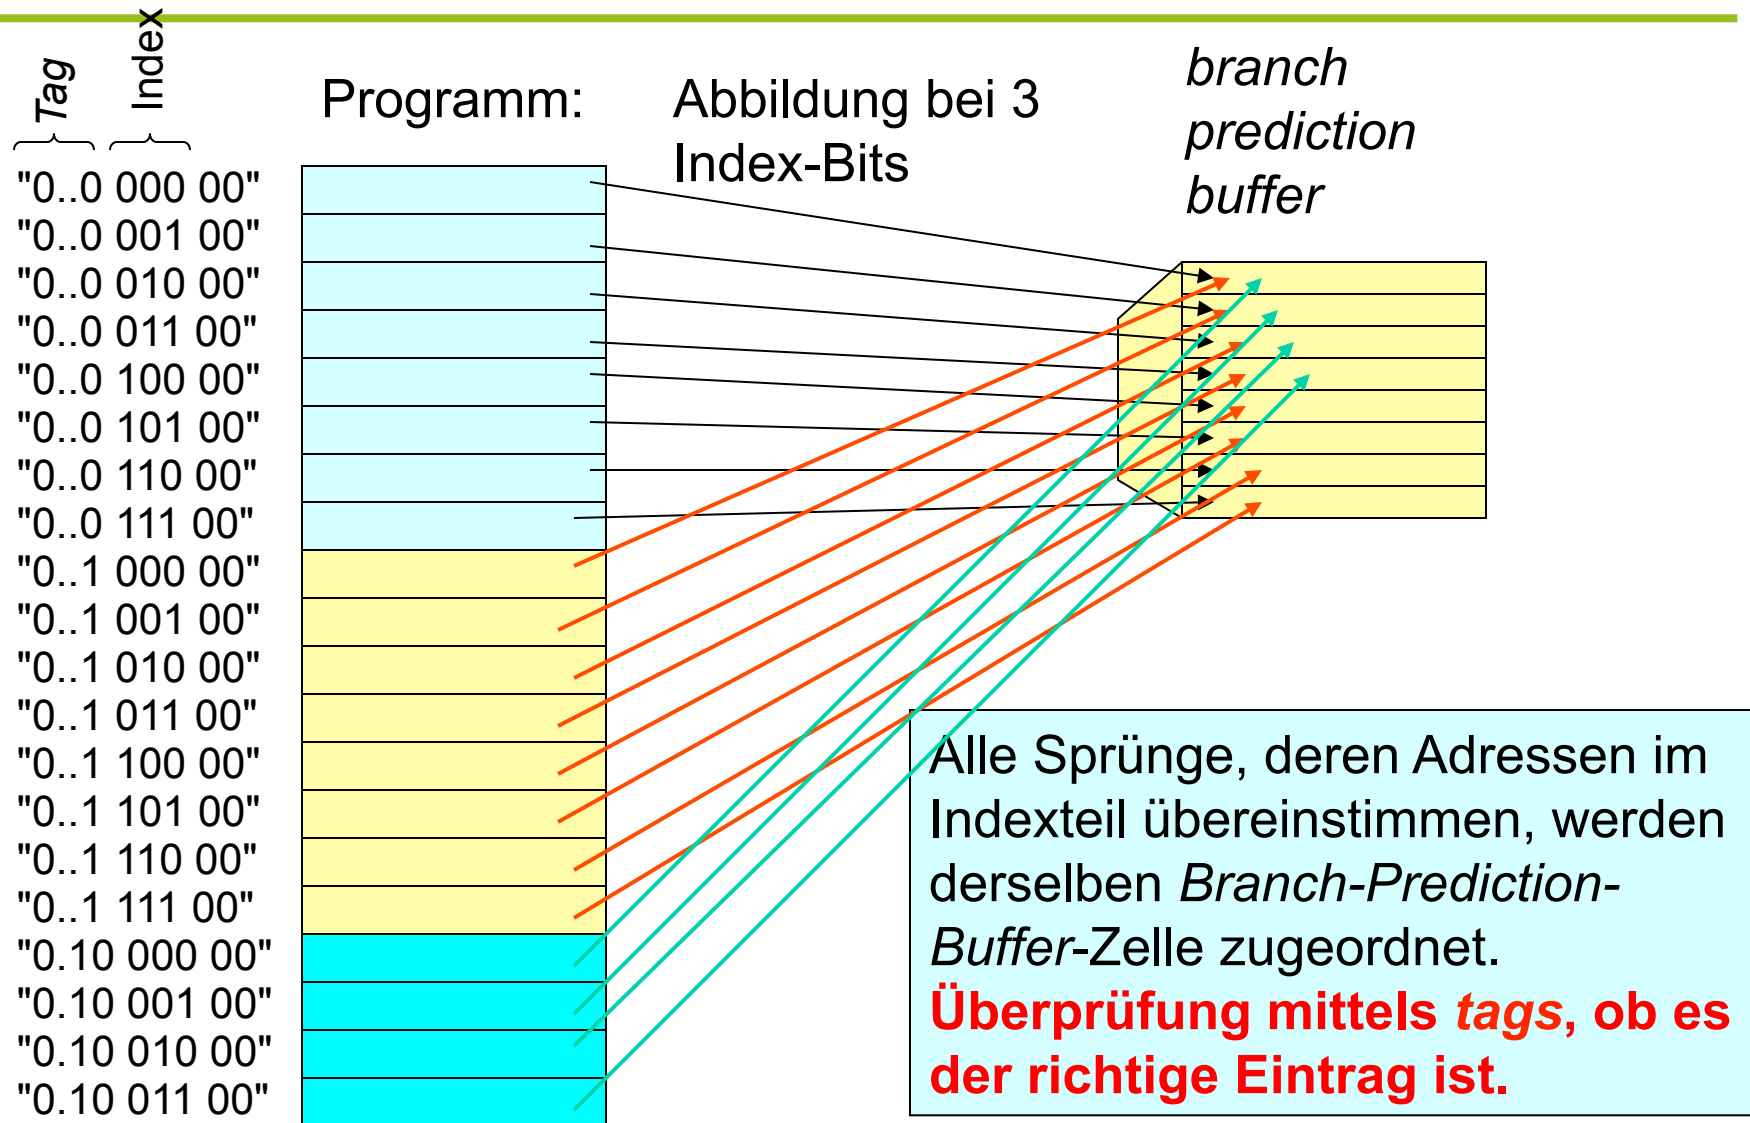 Tag
Index
Programm:
Abbildung bei 3
Index-Bits
branch
prediction
buffer
"0..0 000 00"
"0..0 001 00"
"0..0 010 00"
"0..0 011 00"
"0..0 100 00"
"0..0 101 00"
"0..0 110 00"
"0..0 111 00"
"0..1 000 00"
"0..1 001 00"
"0..1 010 00"
"0..1 011 00"
"0..1 100 00"
"0..1 101 00"
"0..1 110 00"
"0..1 111 00"
"0.10 000 00"
"0.10 001 00"
"0.10 010 00"
"0.10 011 00"
Alle Sprünge, deren Adressen im
Indexteil übereinstimmen, werden
derselben Branch-Prediction-
Buffer-Zelle zugeordnet.
Überprüfung mittels tags, ob es
der richtige Eintrag ist.